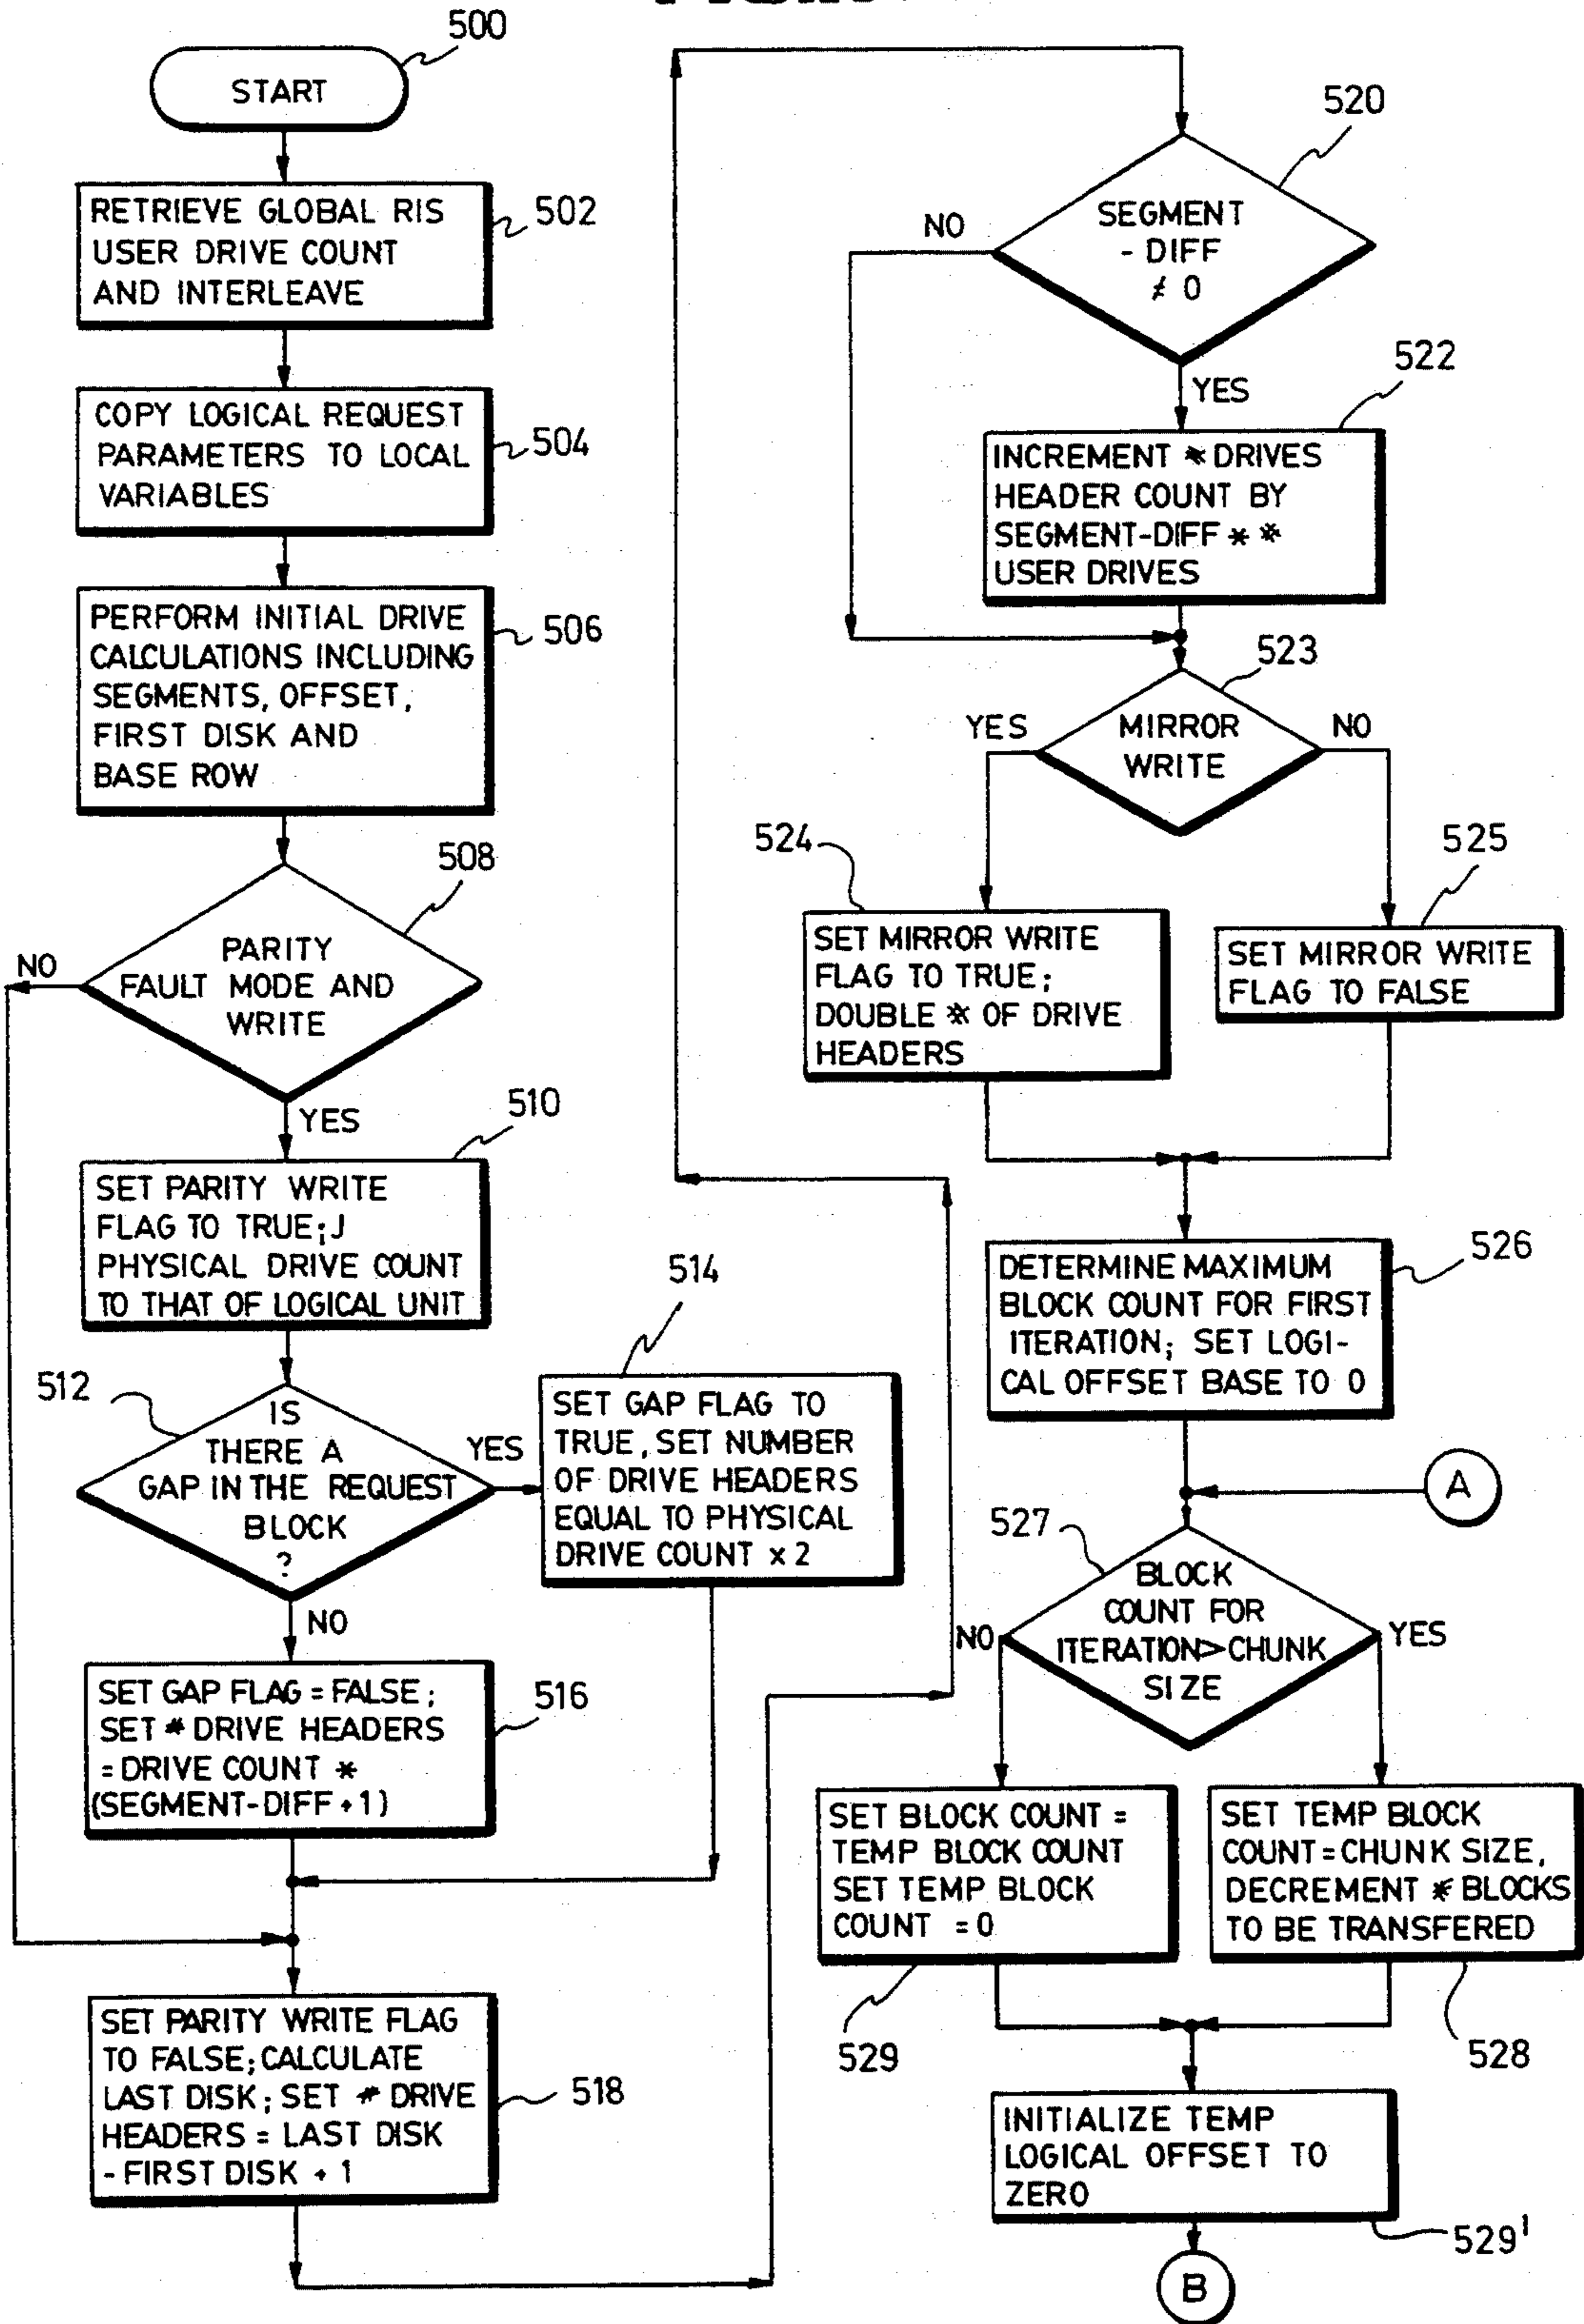 500
START
RETRIEVE GLOBAL RIS
USER DRIVE COUNT
AND INTERLEAVE
502
COPY LOGICAL REQUEST
PARAMETERS TO LOCAL
VARIABLES
504
PERFORM INITIAL DRIVE
CALCULATIONS INCLUDING
SEGMENTS, OFFSET,
FIRST DISK AND
BASE ROW
506
508
PARITY
FAULT MODE AND
WRITE
NO
YES
510
SET PARITY WRITE
FLAG TO TRUE; J
PHYSICAL DRIVE COUNT
TO THAT OF LOGICAL UNIT
512
IS
THERE A
GAP IN THE REQUEST
BLOCK
?
YES
NO
514
SET GAP FLAG TO
TRUE, SET NUMBER
OF DRIVE HEADERS
EQUAL TO PHYSICAL
DRIVE COUNT x 2
SET GAP FLAG = FALSE;
SET # DRIVE HEADERS
= DRIVE COUNT *
(SEGMENT-DIFF + 1)
516
SET PARITY WRITE FLAG
TO FALSE; CALCULATE
LAST DISK; SET # DRIVE
HEADERS = LAST DISK
- FIRST DISK + 1
518
520
SEGMENT
- DIFF
≠ 0
NO
YES
522
INCREMENT # DRIVES
HEADER COUNT BY
SEGMENT-DIFF * #
USER DRIVES
523
MIRROR
WRITE
YES
NO
524
SET MIRROR WRITE
FLAG TO TRUE;
DOUBLE # OF DRIVE
HEADERS
525
SET MIRROR WRITE
FLAG TO FALSE
DETERMINE MAXIMUM
BLOCK COUNT FOR FIRST
ITERATION; SET LOGI-
CAL OFFSET BASE TO 0
526
A
527
BLOCK
COUNT FOR
ITERATION>CHUNK
SIZE
NO
YES
SET BLOCK COUNT =
TEMP BLOCK COUNT
SET TEMP BLOCK
COUNT = 0
529
SET TEMP BLOCK
COUNT = CHUNK SIZE,
DECREMENT # BLOCKS
TO BE TRANSFERED
528
INITIALIZE TEMP
LOGICAL OFFSET TO
ZERO
529'
B